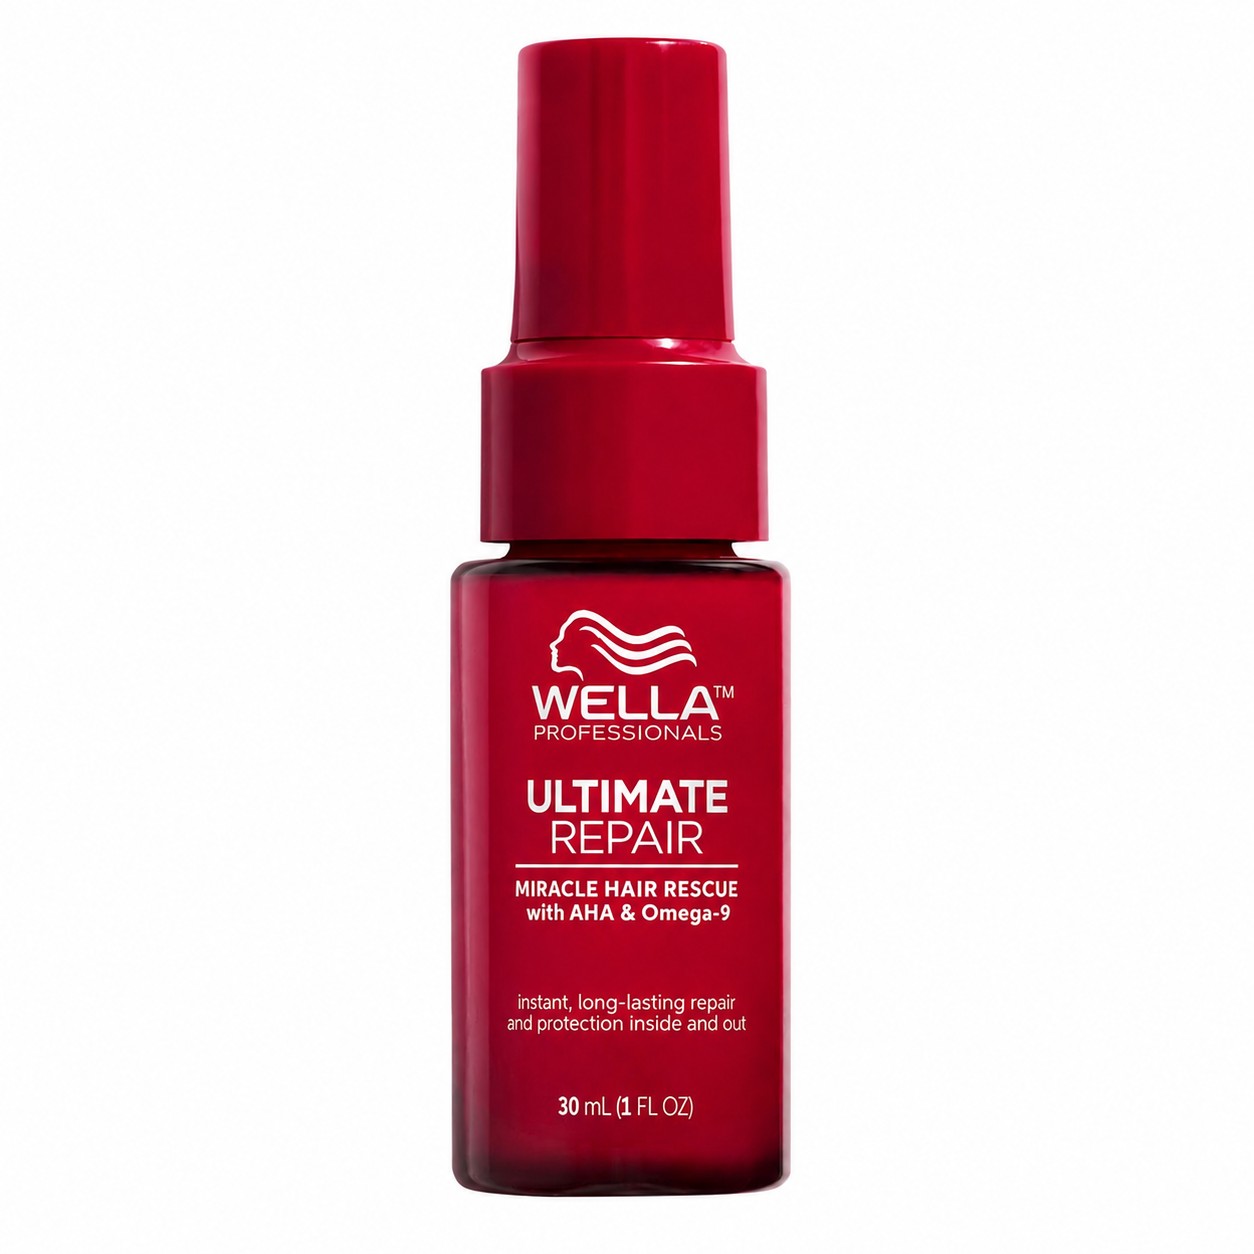 WELLA™
PROFESSIONALS
ULTIMATE
REPAIR
MIRACLE HAIR RESCUE
with AHA & Omega-9
instant, long-lasting repair
and protection inside and out
30 mL (1 FL OZ)